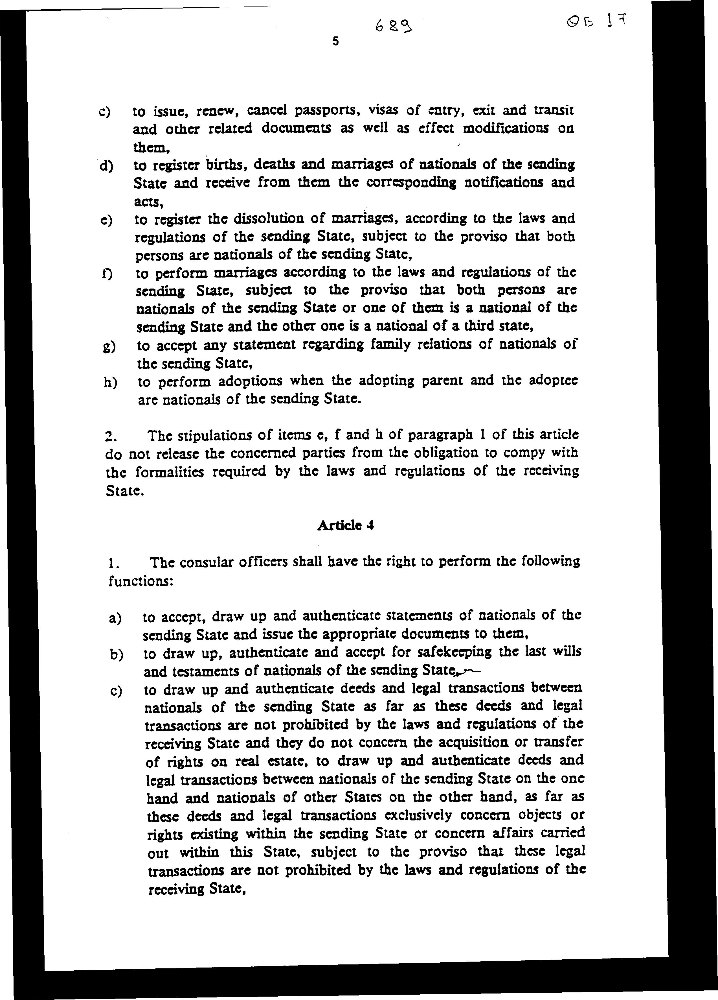 689
OB 17
5
c) to issue, renew, cancel passports, visas of entry, exit and transit
and other related documents as well as effect modifications on
them,
d) to register births, deaths and marriages of nationals of the sending
State and receive from them the corresponding notifications and
acts,
e) to register the dissolution of marriages, according to the laws and
regulations of the sending State, subject to the proviso that both
persons are nationals of the sending State,
f) to perform marriages according to the laws and regulations of the
sending State, subject to the proviso that both persons are
nationals of the sending State or one of them is a national of the
sending State and the other one is a national of a third state,
g) to accept any statement regarding family relations of nationals of
the sending State,
h) to perform adoptions when the adopting parent and the adoptee
are nationals of the sending State.
2. The stipulations of items e, f and h of paragraph 1 of this article
do not release the concerned parties from the obligation to compy with
the formalities required by the laws and regulations of the receiving
State.
Article 4
1. The consular officers shall have the right to perform the following
functions:
a) to accept, draw up and authenticate statements of nationals of the
sending State and issue the appropriate documents to them,
b) to draw up, authenticate and accept for safekeeping the last wills
and testaments of nationals of the sending State,
c) to draw up and authenticate deeds and legal transactions between
nationals of the sending State as far as these deeds and legal
transactions are not prohibited by the laws and regulations of the
receiving State and they do not concern the acquisition or transfer
of rights on real estate, to draw up and authenticate deeds and
legal transactions between nationals of the sending State on the one
hand and nationals of other States on the other hand, as far as
these deeds and legal transactions exclusively concern objects or
rights existing within the sending State or concern affairs carried
out within this State, subject to the proviso that these legal
transactions are not prohibited by the laws and regulations of the
receiving State,